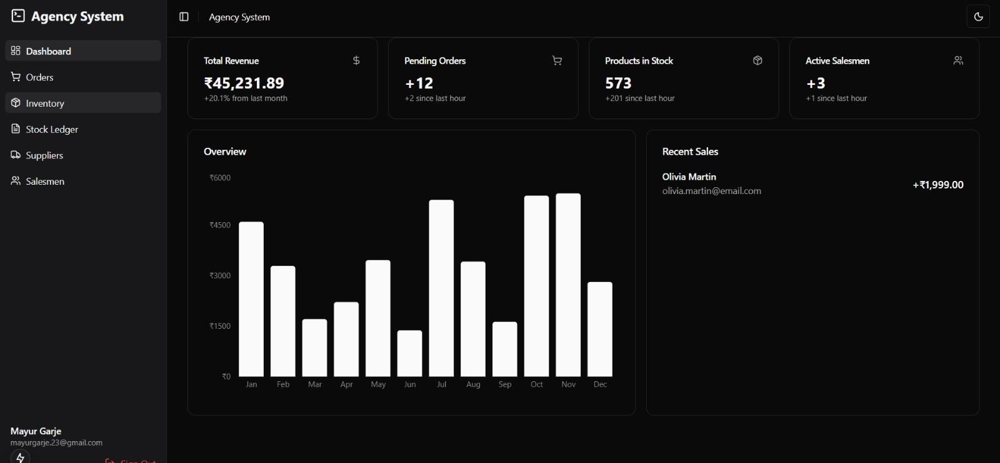 Agency System
Dashboard
Orders
Inventory
Stock Ledger
Suppliers
Salesmen
Mayur Garje
mayurgarje.23@gmail.com
Sign Out
Agency System
Total Revenue
₹45,231.89
+20.1% from last month
Pending Orders
+12
+2 since last hour
Products in Stock
573
+201 since last hour
Active Salesmen
+3
+1 since last hour
Overview
₹6000
₹4500
₹3000
₹1500
₹0
Jan Feb Mar Apr May Jun Jul Aug Sep Oct Nov Dec
Recent Sales
Olivia Martin
olivia.martin@email.com
+₹1,999.00